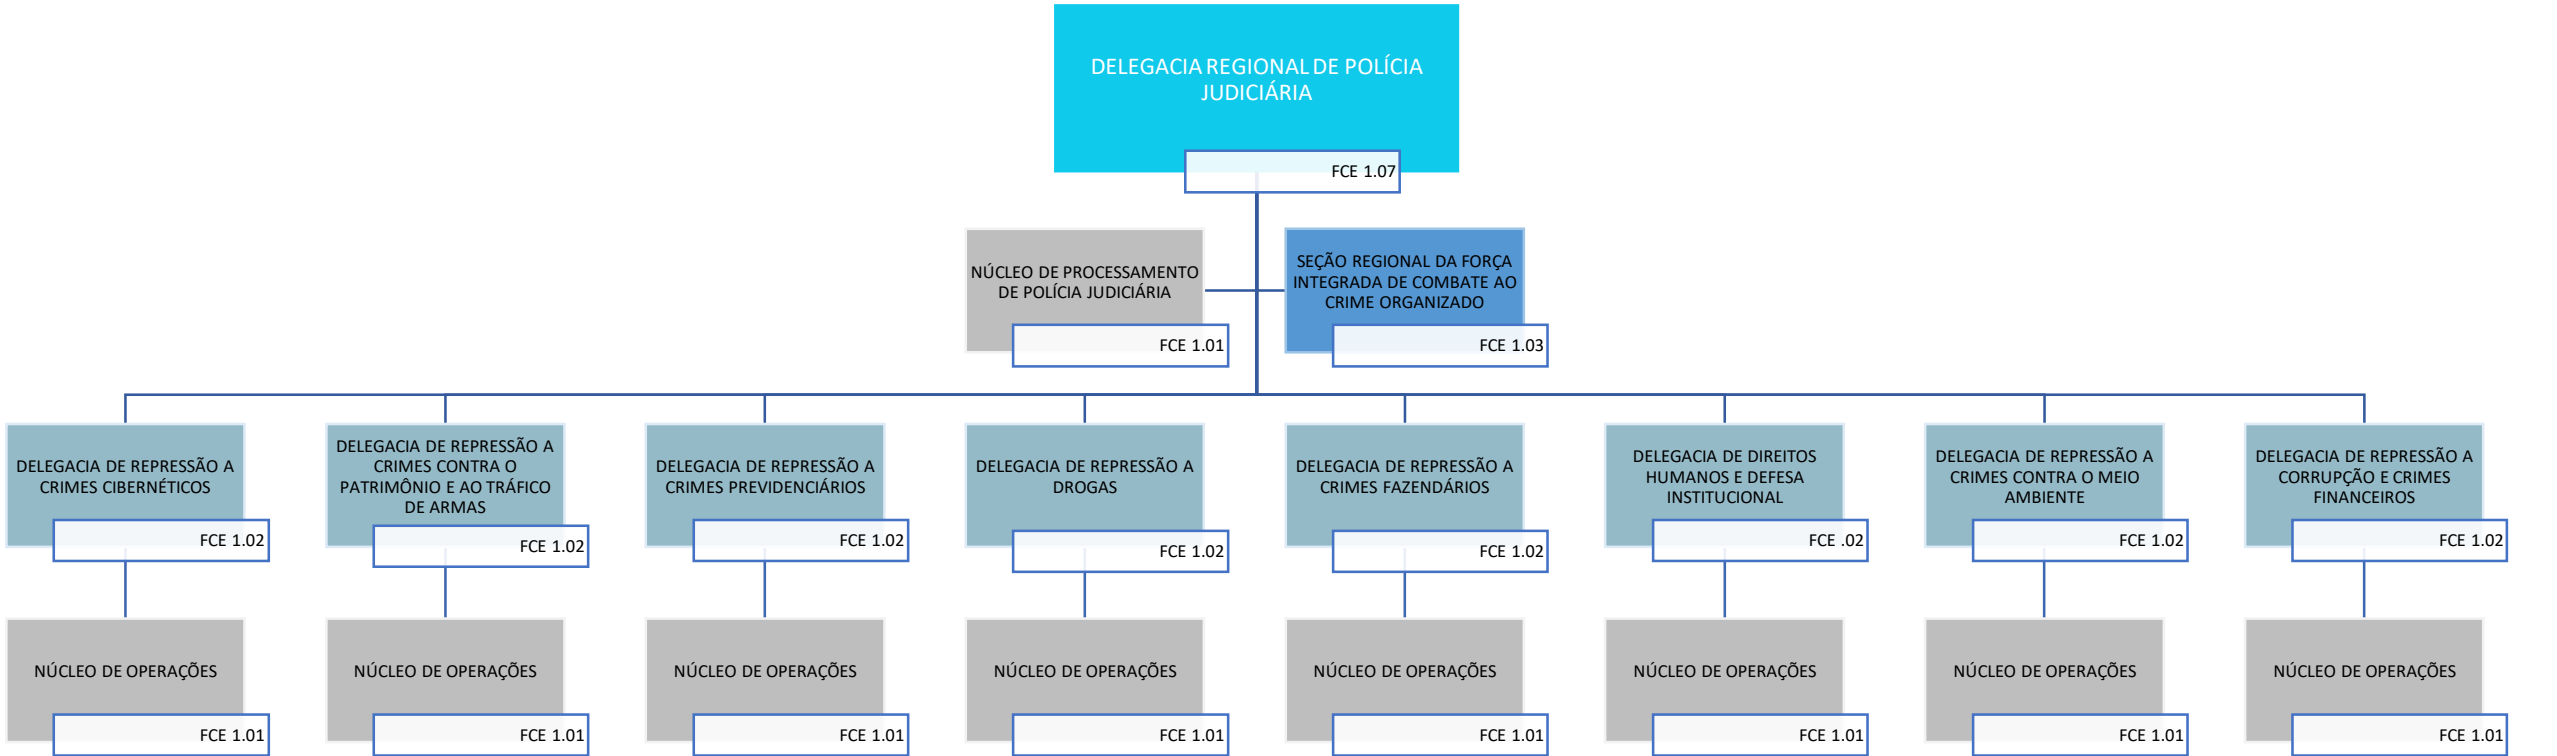 DELEGACIA REGIONAL DE POLÍCIA
JUDICIÁRIA
FCE 1.07
NÚCLEO DE PROCESSAMENTO
DE POLÍCIA JUDICIÁRIA
FCE 1.01
SEÇÃO REGIONAL DA FORÇA
INTEGRADA DE COMBATE AO
CRIME ORGANIZADO
FCE 1.03
DELEGACIA DE REPRESSÃO A
CRIMES CIBERNÉTICOS
FCE 1.02
DELEGACIA DE REPRESSÃO A
CRIMES CONTRA O
PATRIMÔNIO E AO TRÁFICO
DE ARMAS
FCE 1.02
DELEGACIA DE REPRESSÃO A
CRIMES PREVIDENCIÁRIOS
FCE 1.02
DELEGACIA DE REPRESSÃO A
DROGAS
FCE 1.02
DELEGACIA DE REPRESSÃO A
CRIMES FAZENDÁRIOS
FCE 1.02
DELEGACIA DE DIREITOS
HUMANOS E DEFESA
INSTITUCIONAL
FCE .02
DELEGACIA DE REPRESSÃO A
CRIMES CONTRA O MEIO
AMBIENTE
FCE 1.02
DELEGACIA DE REPRESSÃO A
CORRUPÇÃO E CRIMES
FINANCEIROS
FCE 1.02
NÚCLEO DE OPERAÇÕES
FCE 1.01
NÚCLEO DE OPERAÇÕES
FCE 1.01
NÚCLEO DE OPERAÇÕES
FCE 1.01
NÚCLEO DE OPERAÇÕES
FCE 1.01
NÚCLEO DE OPERAÇÕES
FCE 1.01
NÚCLEO DE OPERAÇÕES
FCE 1.01
NÚCLEO DE OPERAÇÕES
FCE 1.01
NÚCLEO DE OPERAÇÕES
FCE 1.01